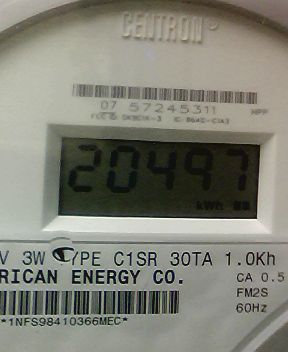 CENTRON®
07 57245311 HPP
20497
kWh
V 3W TYPE C1SR 30TA 1.0Kh
RICAN ENERGY CO. CA 0.5
FM2S
60Hz
*1NFS98410366MEC*